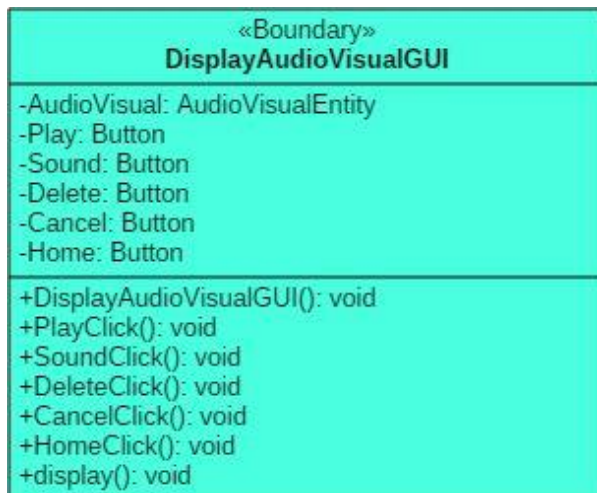 «Boundary»
DisplayAudioVisualGUI
-AudioVisual: AudioVisualEntity
-Play: Button
-Sound: Button
-Delete: Button
-Cancel: Button
-Home: Button
+DisplayAudioVisualGUI(): void
+PlayClick(): void
+SoundClick(): void
+DeleteClick(): void
+CancelClick(): void
+HomeClick(): void
+display(): void